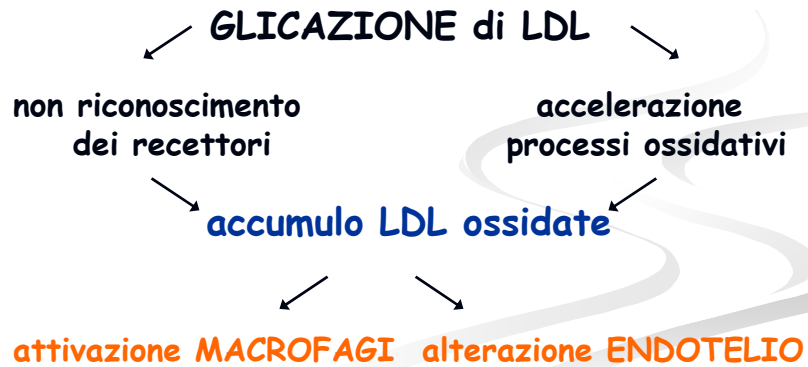 GLICAZIONE di LDL
non riconoscimento
dei recettori
accelerazione
processi ossidativi
accumulo LDL ossidate
attivazione MACROFAGI alterazione ENDOTELIO